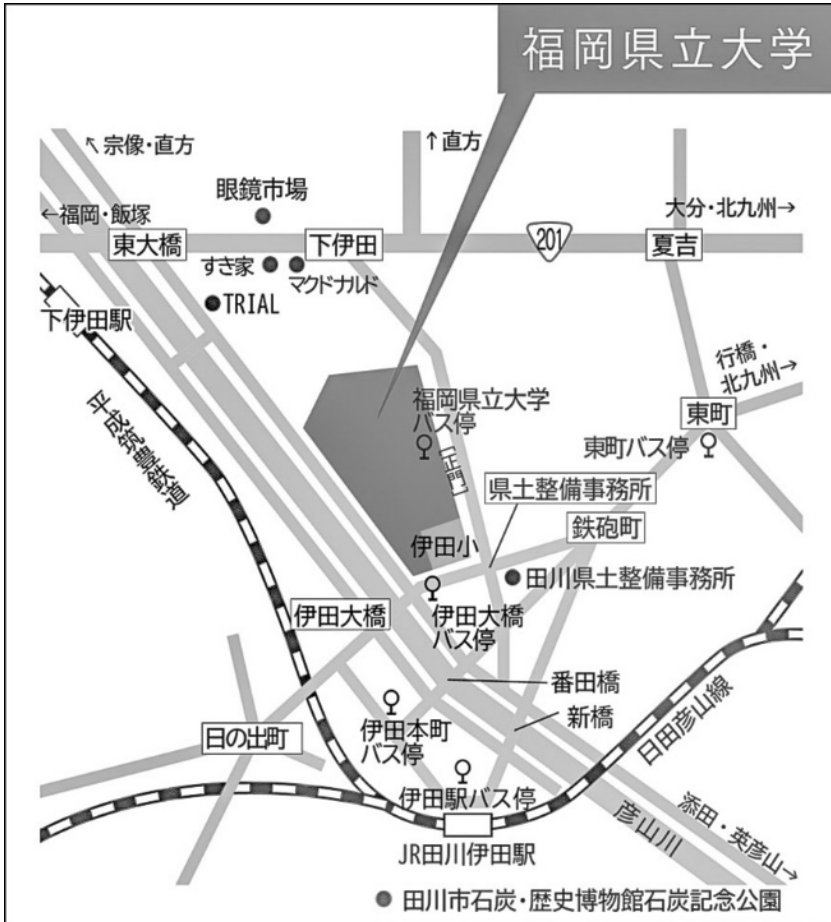 福岡県立大学
↖宗像・直方
↑直方
眼鏡市場
←福岡・飯塚
大分・北九州→
東大橋
下伊田
201
夏吉
すき家
マクドナルド
TRIAL
下伊田駅
行橋・
北九州→
平成筑豊鉄道
福岡県立大学
バス停
東町
東町バス停
[正門]
県土整備事務所
鉄砲町
伊田小
田川県土整備事務所
伊田大橋
伊田大橋
バス停
番田橋
新橋
日田彦山線
伊田本町
バス停
日の出町
伊田駅バス停
添田・英彦山→
彦山川
JR田川伊田駅
田川市石炭・歴史博物館石炭記念公園